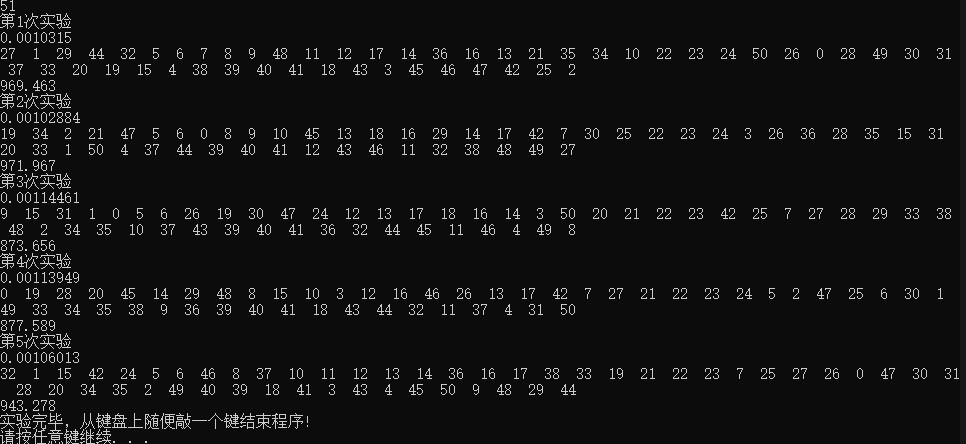 51
第1次实验
0.0010315
27 1 29 44 32 5 6 7 8 9 48 11 12 17 14 36 16 13 21 35 34 10 22 23 24 50 26 0 28 49 30 31
37 33 20 19 15 4 38 39 40 41 18 43 3 45 46 47 42 25 2
969.463
第2次实验
0.00102884
19 34 2 21 47 5 6 0 8 9 10 45 13 18 16 29 14 17 42 7 30 25 22 23 24 3 26 36 28 35 15 31
20 33 1 50 4 37 44 39 40 41 12 43 46 11 32 38 48 49 27
971.967
第3次实验
0.00114461
9 15 31 1 0 5 6 26 19 30 47 24 12 13 17 18 16 14 3 50 20 21 22 23 42 25 7 27 28 29 33 38
48 2 34 35 10 37 43 39 40 41 36 32 44 45 11 46 4 49 8
873.656
第4次实验
0.00113949
0 19 28 20 45 14 29 48 8 15 10 3 12 16 46 26 13 17 42 7 27 21 22 23 24 5 2 47 25 6 30 1
49 33 34 35 38 9 36 39 40 41 18 43 44 32 11 37 4 31 50
877.589
第5次实验
0.00106013
32 1 15 42 24 5 6 46 8 37 10 11 12 13 14 36 16 17 38 33 19 21 22 23 7 25 27 26 0 47 30 31
28 20 34 35 2 49 40 39 18 41 3 43 4 45 50 9 48 29 44
943.278
实验完毕，从键盘上随便敲一个键结束程序!
请按任意键继续. . .